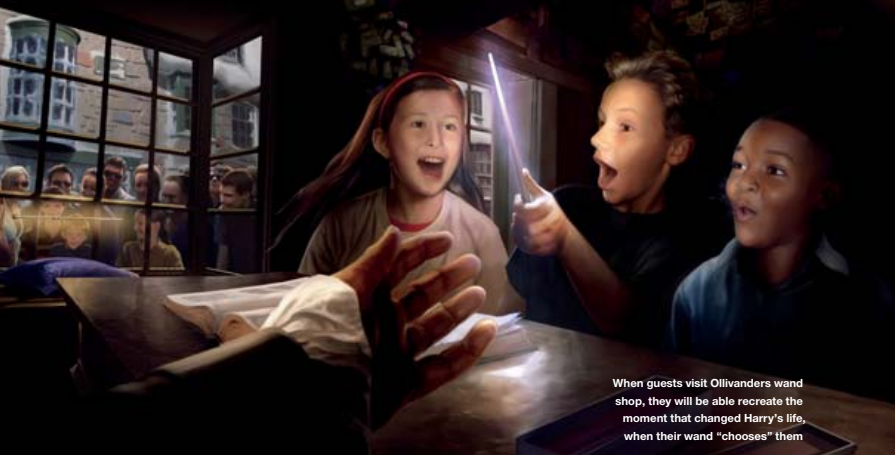 When guests visit Ollivanders wand
shop, they will be able recreate the
moment that changed Harry's life,
when their wand “chooses” them